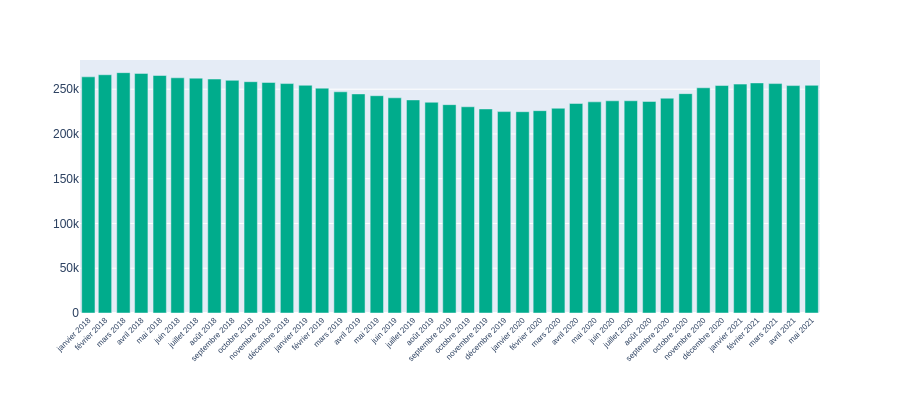 250k
200k
150k
100k
50k
0
janvier 2018
février 2018
mars 2018
avril 2018
mai 2018
juin 2018
juillet 2018
août 2018
septembre 2018
octobre 2018
novembre 2018
décembre 2018
janvier 2019
février 2019
mars 2019
avril 2019
mai 2019
juin 2019
juillet 2019
août 2019
septembre 2019
octobre 2019
novembre 2019
décembre 2019
janvier 2020
février 2020
mars 2020
avril 2020
mai 2020
juin 2020
juillet 2020
août 2020
septembre 2020
octobre 2020
novembre 2020
décembre 2020
janvier 2021
février 2021
mars 2021
avril 2021
mai 2021